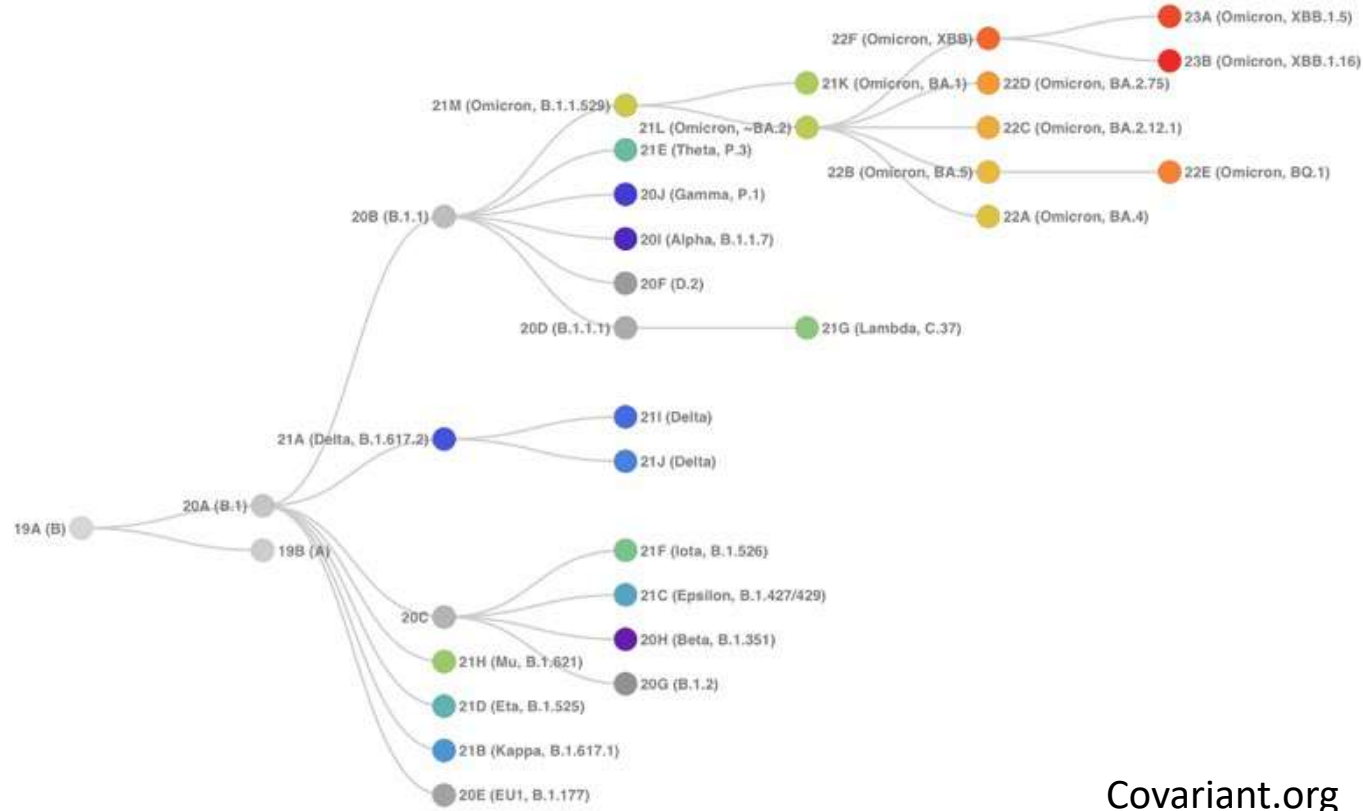 23A (Omicron, XBB.1.5)
22F (Omicron, XBB)
23B (Omicron, XBB.1.16)
21K (Omicron, BA.1)
22D (Omicron, BA.2.75)
21M (Omicron, B.1.1.529)
21L (Omicron, ~BA.2)
22C (Omicron, BA.2.12.1)
21E (Theta, P.3)
22B (Omicron, BA.5)
22E (Omicron, BQ.1)
20J (Gamma, P.1)
20B (B.1.1)
22A (Omicron, BA.4)
20I (Alpha, B.1.1.7)
20F (D.2)
20D (B.1.1.1)
21G (Lambda, C.37)
21I (Delta)
21A (Delta, B.1.617.2)
21J (Delta)
20A (B.1)
19A (B)
19B (A)
21F (Iota, B.1.526)
21C (Epsilon, B.1.427/429)
20C
20H (Beta, B.1.351)
21H (Mu, B.1.621)
20G (B.1.2)
21D (Eta, B.1.525)
21B (Kappa, B.1.617.1)
20E (EU1, B.1.177)
Covariant.org